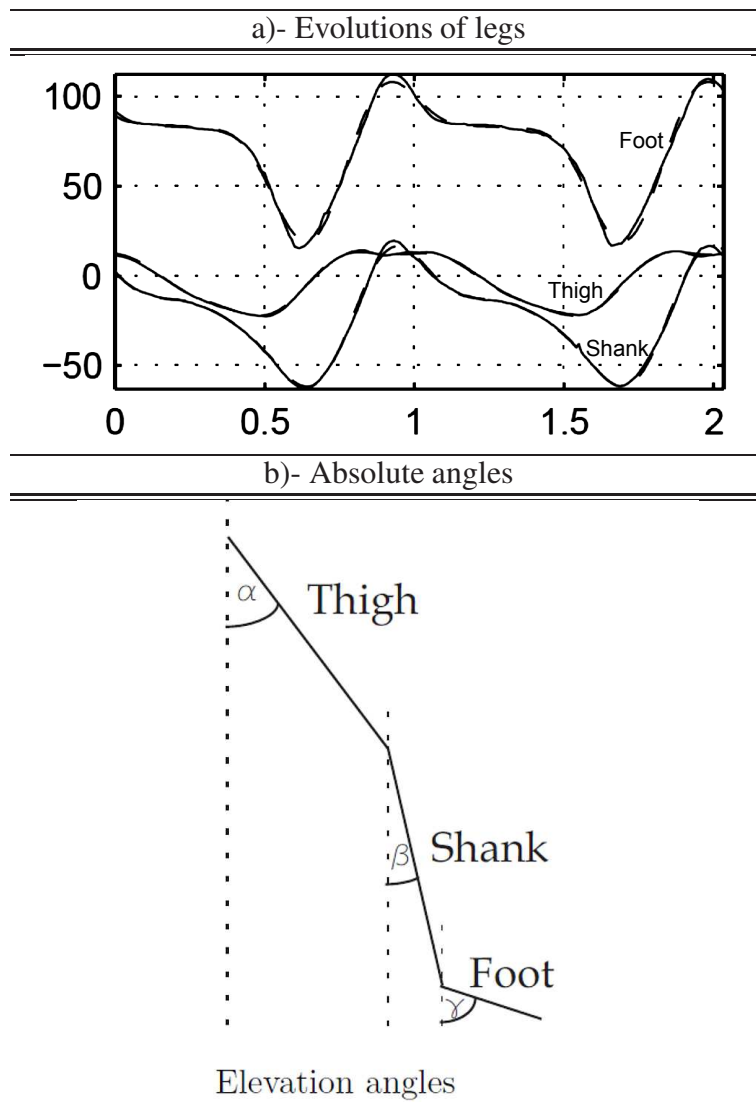 a)- Evolutions of legs
100
50
0
−50
Foot
Thigh
Shank
0 0.5 1 1.5 2
b)- Absolute angles
α Thigh
β Shank
Foot
γ
Elevation angles